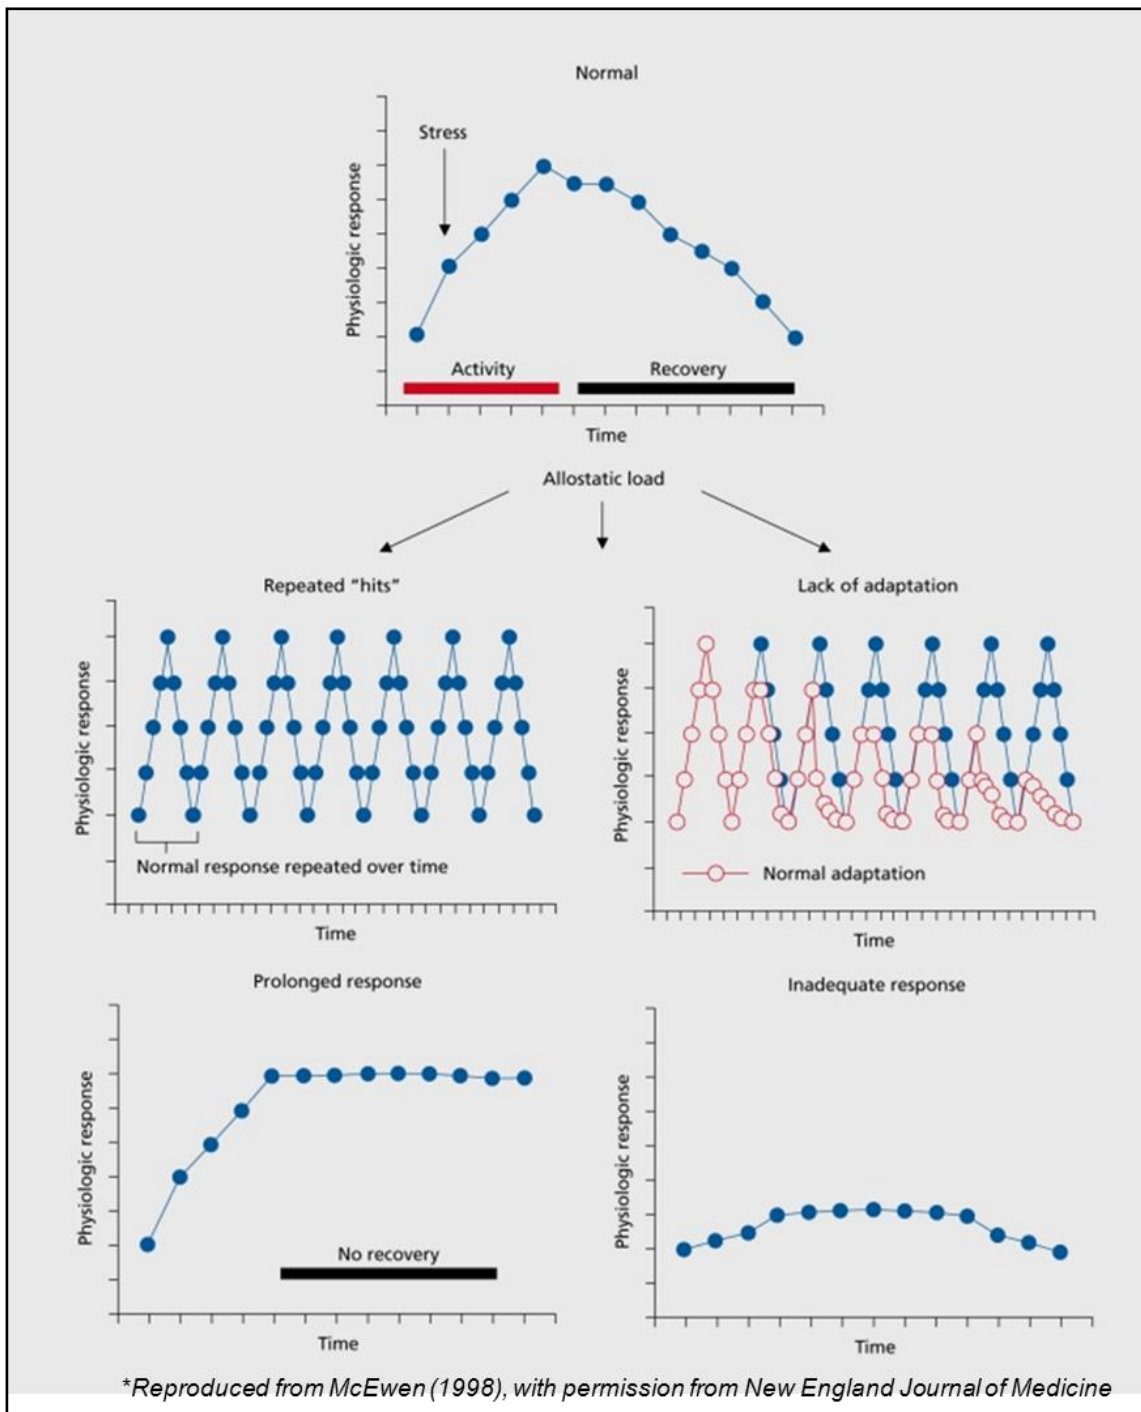 Normal
Stress
Physiologic response
Activity
Recovery
Time
Allostatic load
Repeated “hits”
Physiologic response
Normal response repeated over time
Time
Lack of adaptation
Physiologic response
Normal adaptation
Time
Prolonged response
Physiologic response
No recovery
Time
Inadequate response
Physiologic response
Time
*Reproduced from McEwen (1998), with permission from New England Journal of Medicine